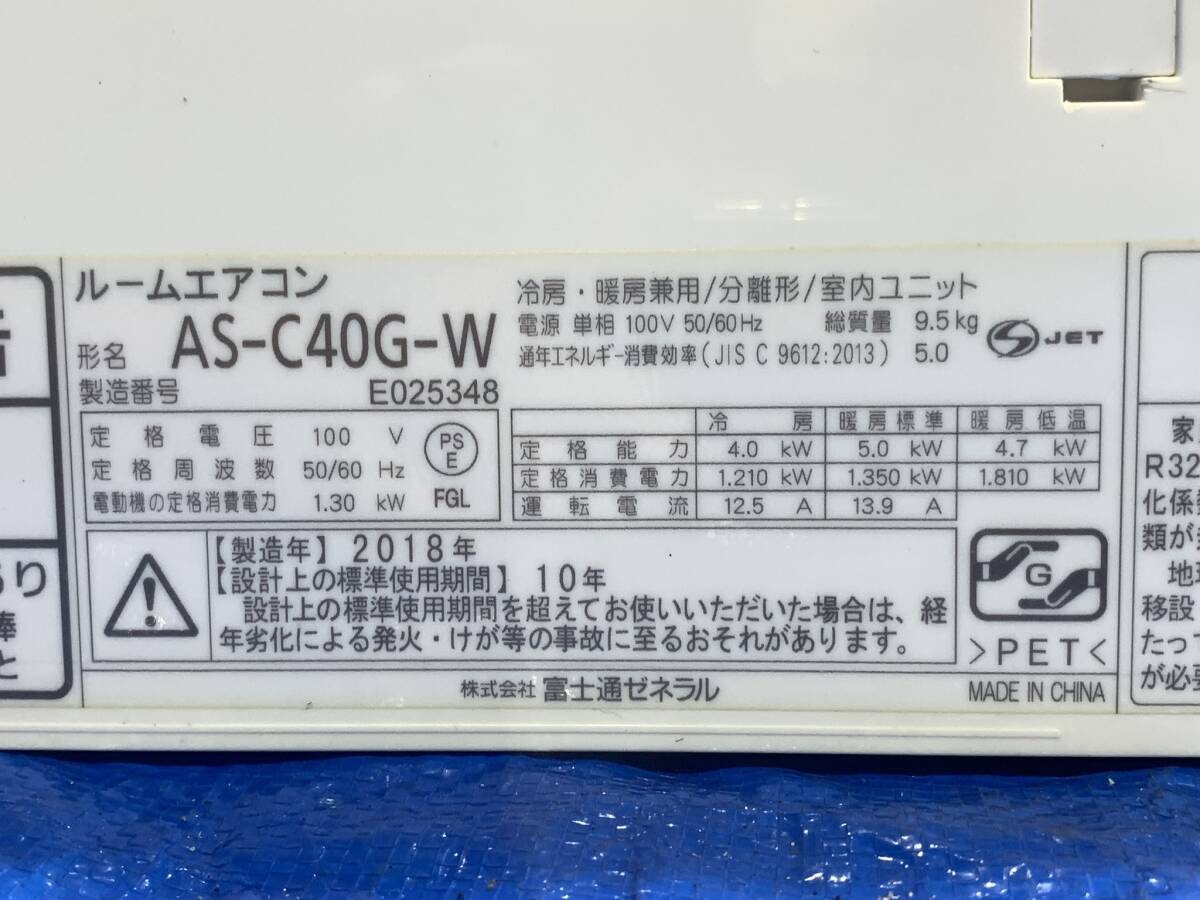 ルームエアコン
形名 AS-C40G-W
製造番号 E025348
冷房・暖房兼用/分離形/室内ユニット
電源 単相 100V 50/60Hz 総質量 9.5kg
通年エネルギー消費効率(JIS C 9612:2013) 5.0
JET
定格電圧 100 V
定格周波数 50/60 Hz
電動機の定格消費電力 1.30 kW
PS
E
FGL
冷房 暖房標準 暖房低温
定格能力 4.0 kW 5.0 kW 4.7 kW
定格消費電力 1.210 kW 1.350 kW 1.810 kW
運転電流 12.5 A 13.9 A
【製造年】2018年
【設計上の標準使用期間】10年
設計上の標準使用期間を超えてお使いいただいた場合は、経
年劣化による発火・けが等の事故に至るおそれがあります。
G
>PET<
株式会社 富士通ゼネラル
MADE IN CHINA
り
と
家
R32
化係
類が
地
移設
たっ
が必